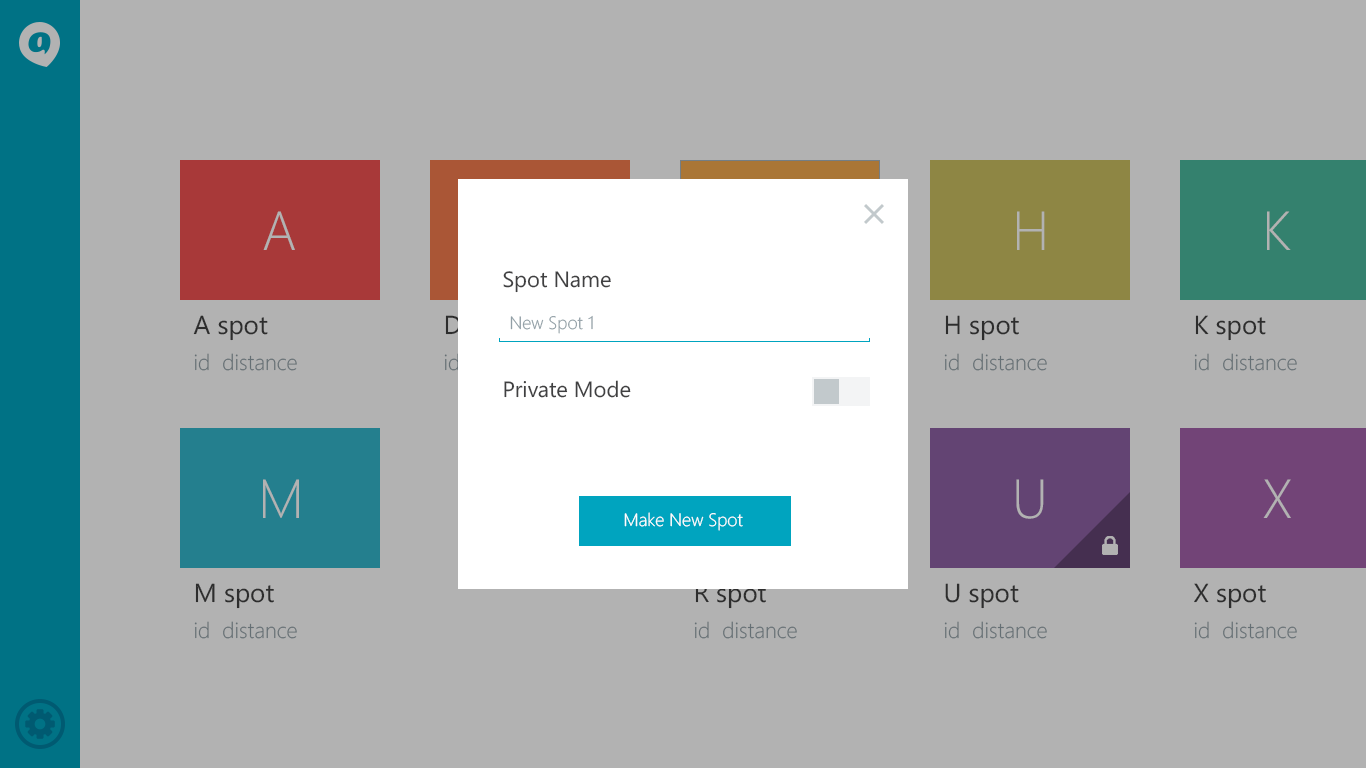 a
A
H
K
A spot
D
H spot
K spot
id distance
id
id distance
id distance
Spot Name
New Spot 1
Private Mode
Make New Spot
M
U
X
M spot
R spot
U spot
X spot
id distance
id distance
id distance
id distance